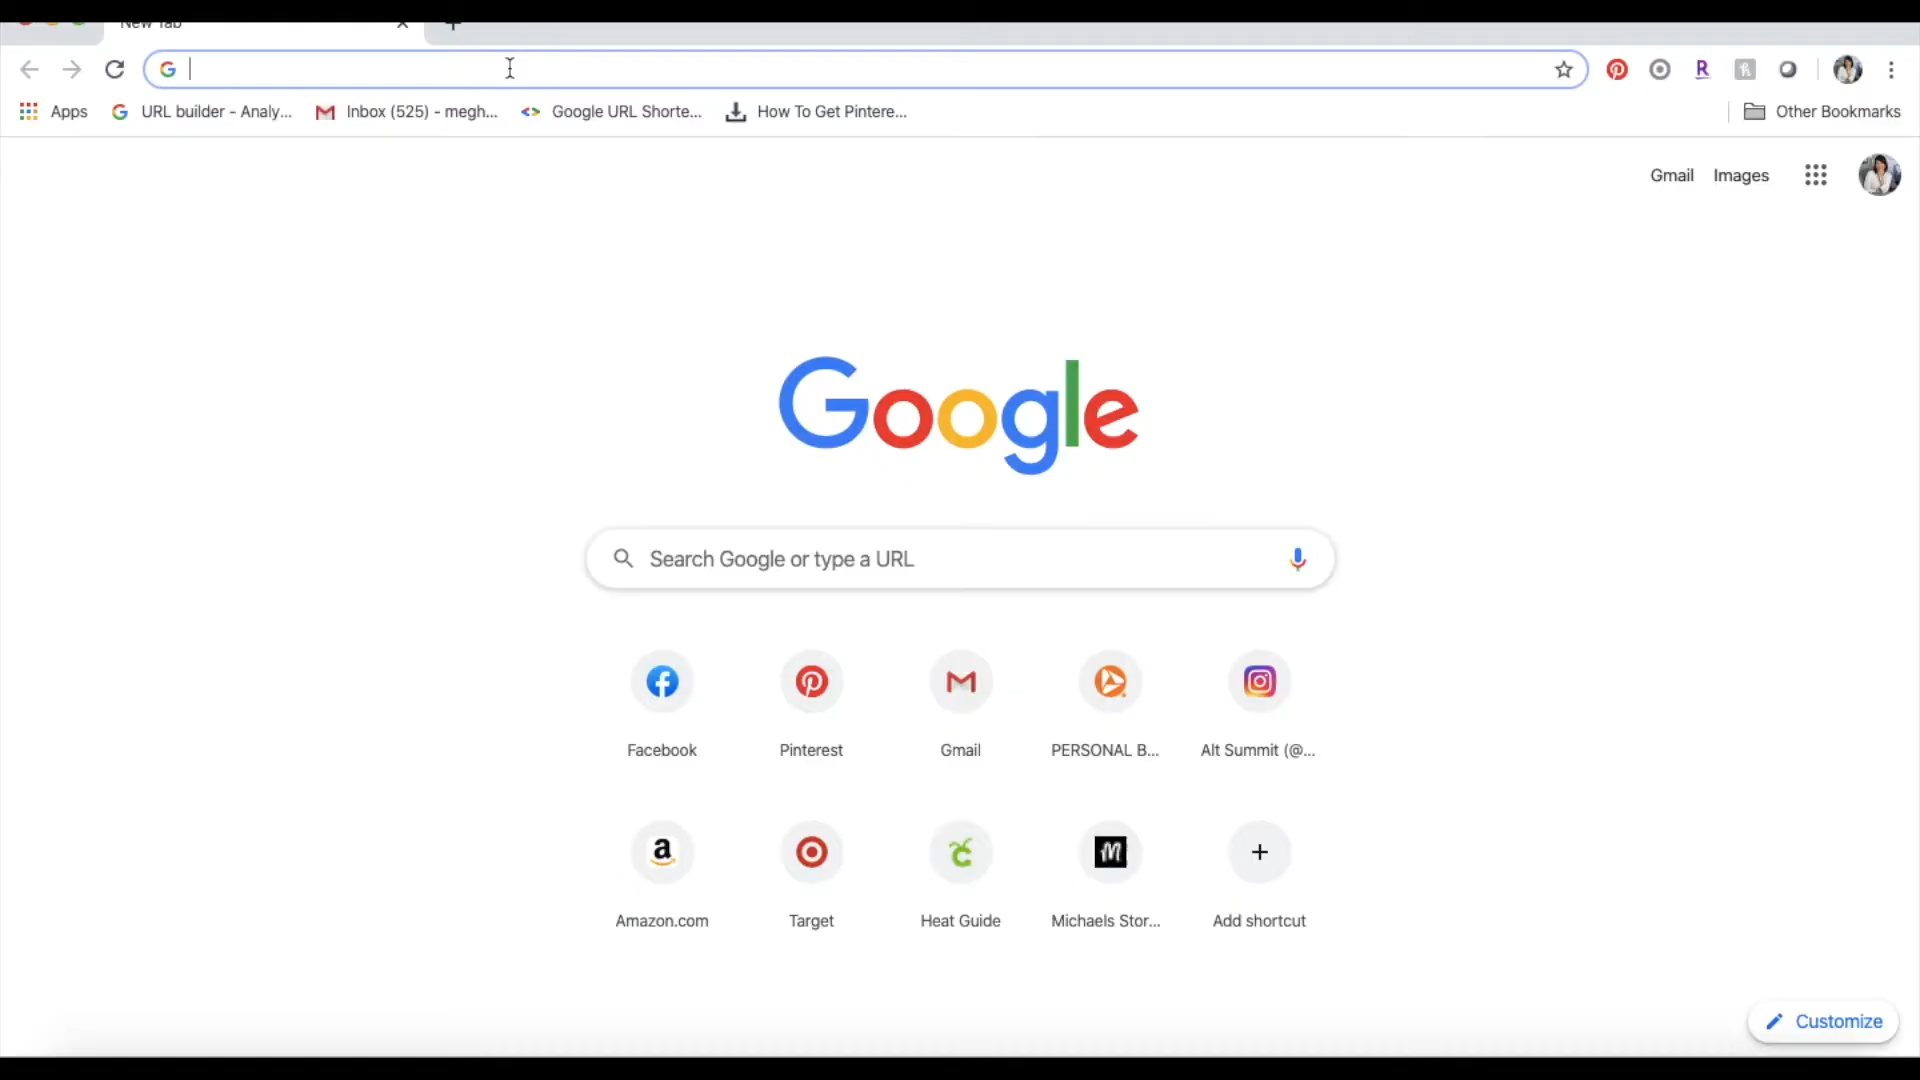 New Tab
Apps URL builder - Analy... Inbox (525) - megh... Google URL Shorte... How To Get Pintere... Other Bookmarks
Gmail Images
Google
Search Google or type a URL
Facebook Pinterest Gmail PERSONAL B... Alt Summit (@...
Amazon.com Target Heat Guide Michaels Stor... Add shortcut
Customize